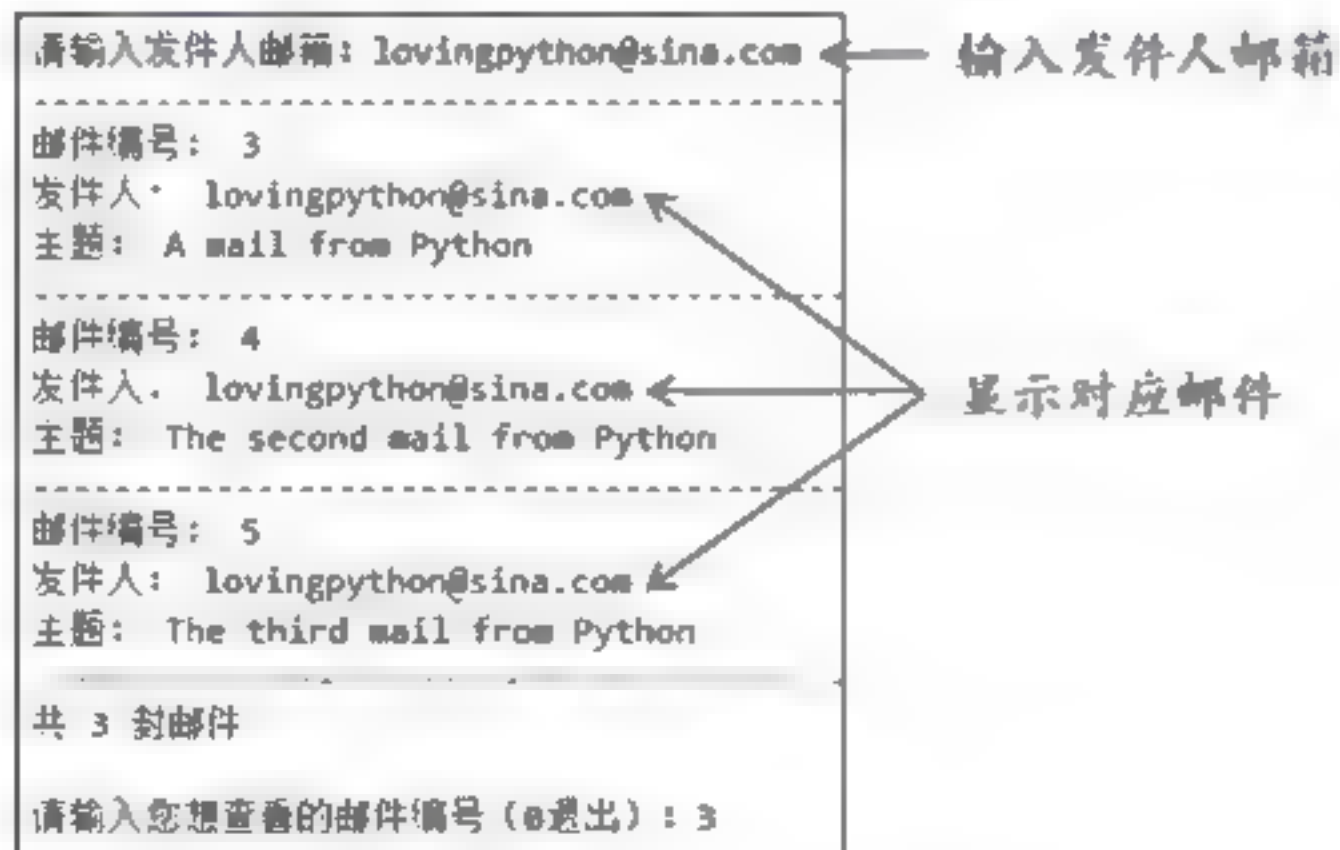 请输入发件人邮箱: lovingpython@sina.com
输入发件人邮箱
邮件编号: 3
发件人: lovingpython@sina.com
主题: A mail from Python
邮件编号: 4
发件人: lovingpython@sina.com
主题: The second mail from Python
显示对应邮件
邮件编号: 5
发件人: lovingpython@sina.com
主题: The third mail from Python
共 3 封邮件
请输入您想查看的邮件编号 (0退出) : 3